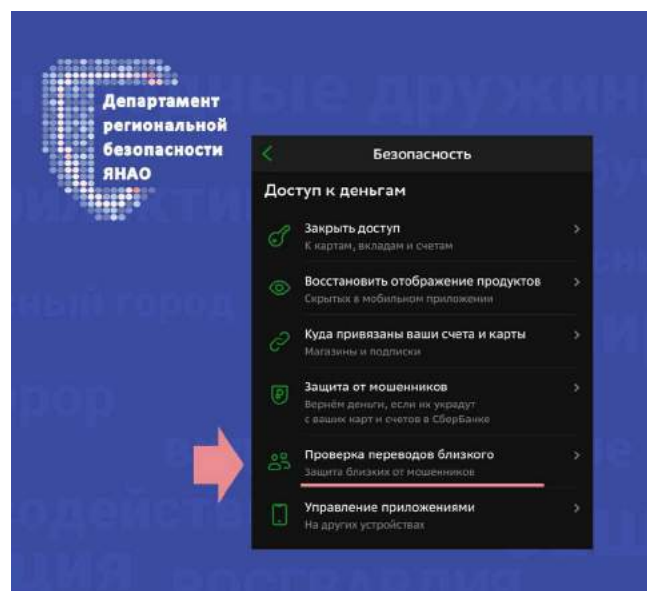 Департамент
региональной
безопасности
ЯНАО
Безопасность
Доступ к деньгам
Закрыть доступ
К картам, вкладам и счетам
Восстановить отображение продуктов
Скрытых в мобильном приложении
Куда привязаны ваши счета и карты
Магазины и подписки
Защита от мошенников
Вернём деньги, если их украдут
с ваших карт и счетов в СберБанке
Проверка переводов близкого
Защита близких от мошенников
Управление приложениями
На других устройствах